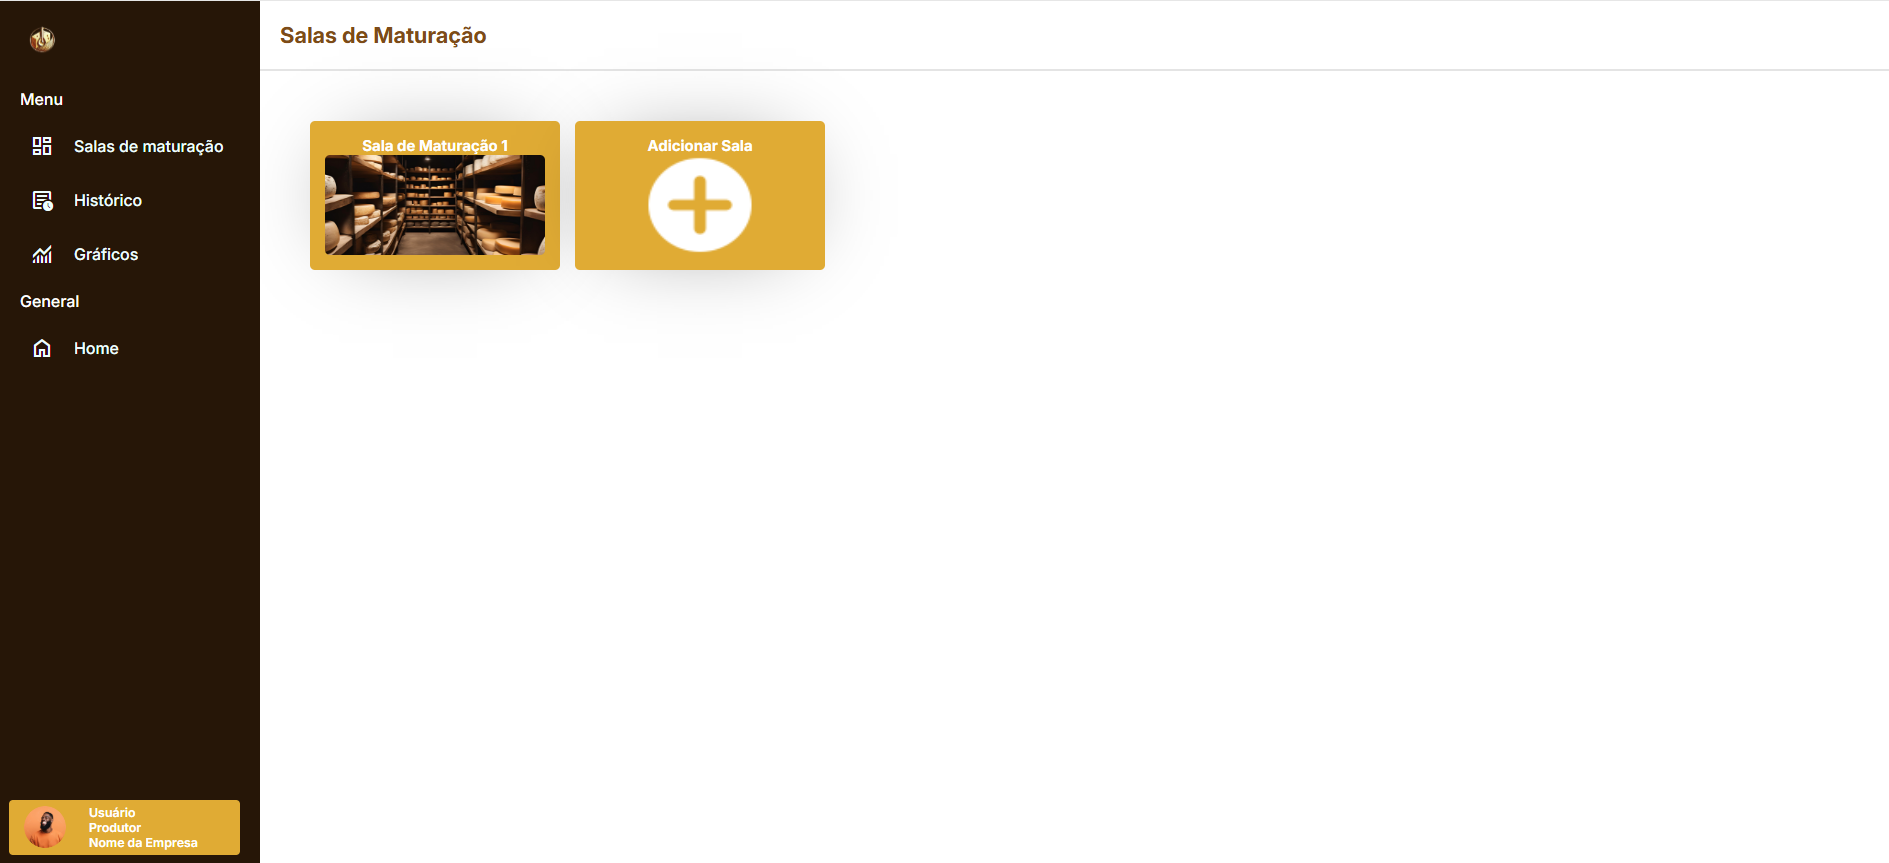 Menu
Salas de maturação
Histórico
Gráficos
General
Home
Usuário
Produtor
Nome da Empresa
Salas de Maturação
Sala de Maturação 1
Adicionar Sala